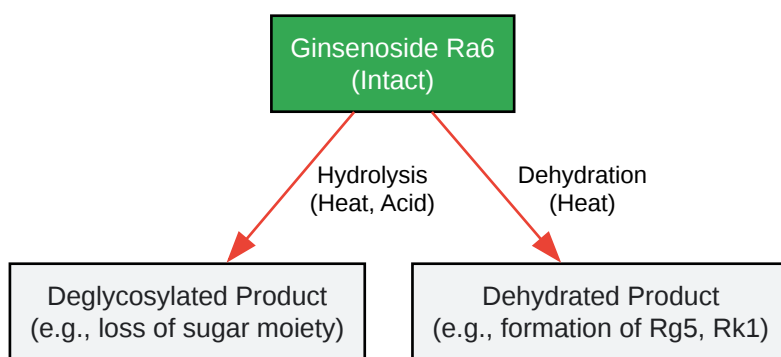 Ginsenoside Ra6
(Intact)
Hydrolysis
(Heat, Acid)
Dehydration
(Heat)
Deglycosylated Product
(e.g., loss of sugar moiety)
Dehydrated Product
(e.g., formation of Rg5, Rk1)